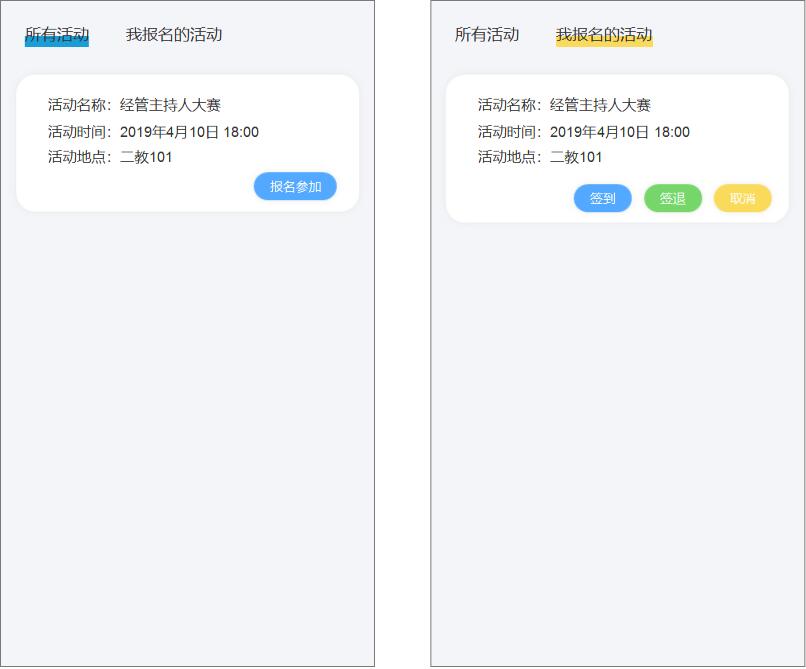 所有活动 我报名的活动
活动名称：经管主持人大赛
活动时间：2019年4月10日 18:00
活动地点：二教101
报名参加
所有活动 我报名的活动
活动名称：经管主持人大赛
活动时间：2019年4月10日 18:00
活动地点：二教101
签到 签退 取消